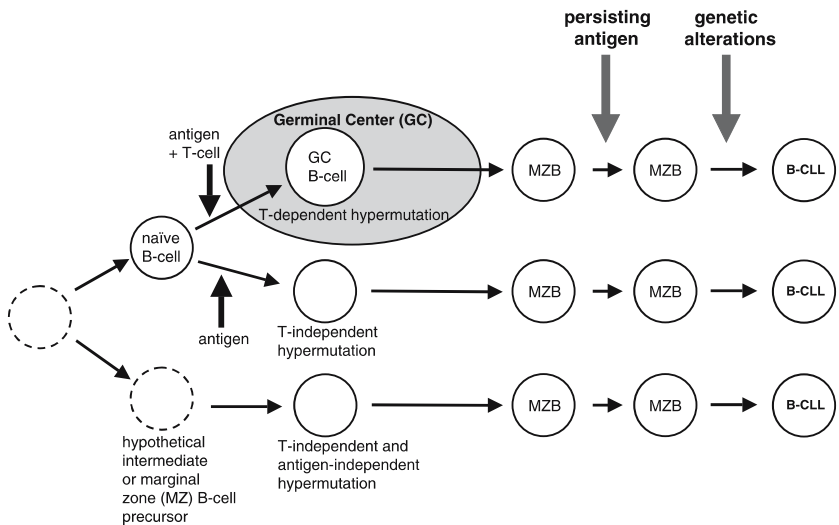 persisting
antigen
genetic
alterations
antigen
+ T-cell
Germinal Center (GC)
GC
B-cell
T-dependent hypermutation
MZB
MZB
B-CLL
naïve
B-cell
antigen
T-independent
hypermutation
MZB
MZB
B-CLL
hypothetical
intermediate
or marginal
zone (MZ) B-cell
precursor
T-independent and
antigen-independent
hypermutation
MZB
MZB
B-CLL